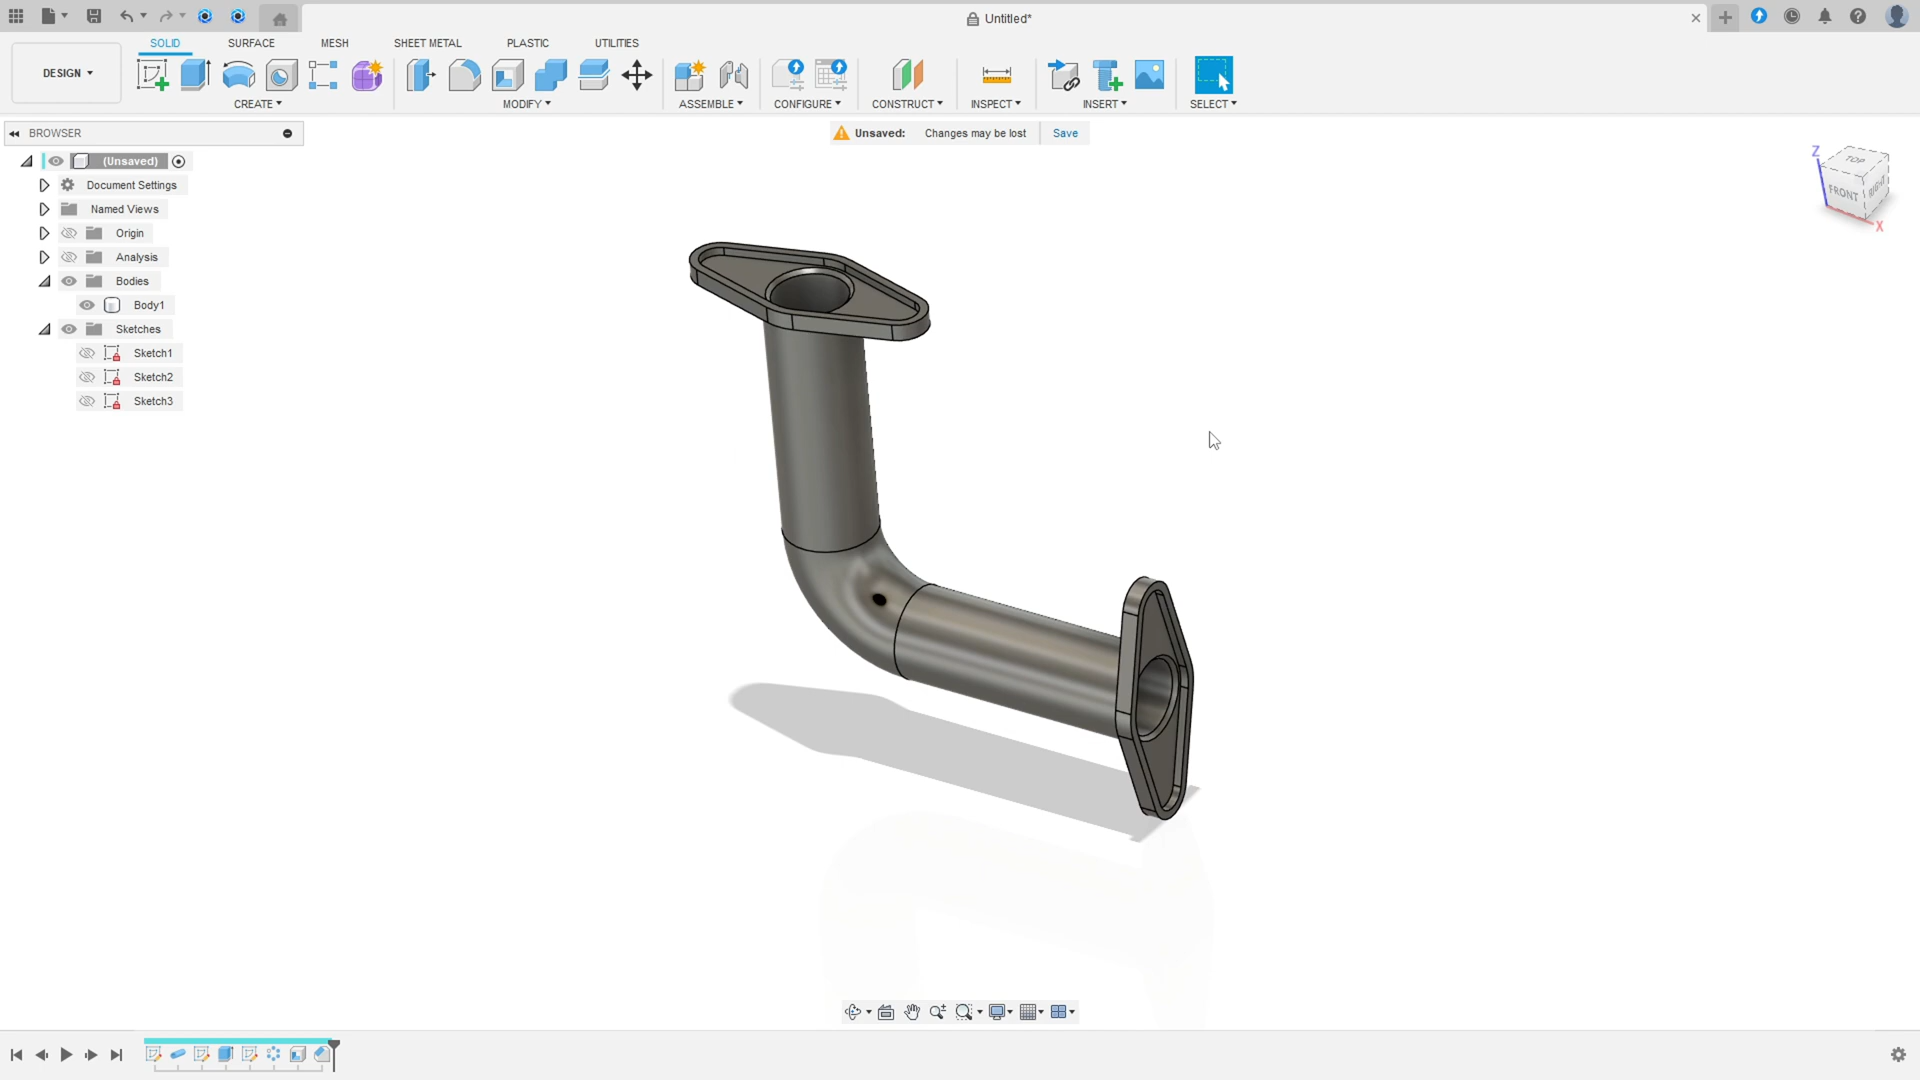 Untitled*
DESIGN
SOLID
SURFACE
MESH
SHEET METAL
PLASTIC
UTILITIES
CREATE
MODIFY
ASSEMBLE
CONFIGURE
CONSTRUCT
INSPECT
INSERT
SELECT
BROWSER
Unsaved: Changes may be lost Save
(Unsaved)
Document Settings
Named Views
Origin
Analysis
Bodies
Body1
Sketches
Sketch1
Sketch2
Sketch3
Z
TOP
FRONT
RIGHT
X